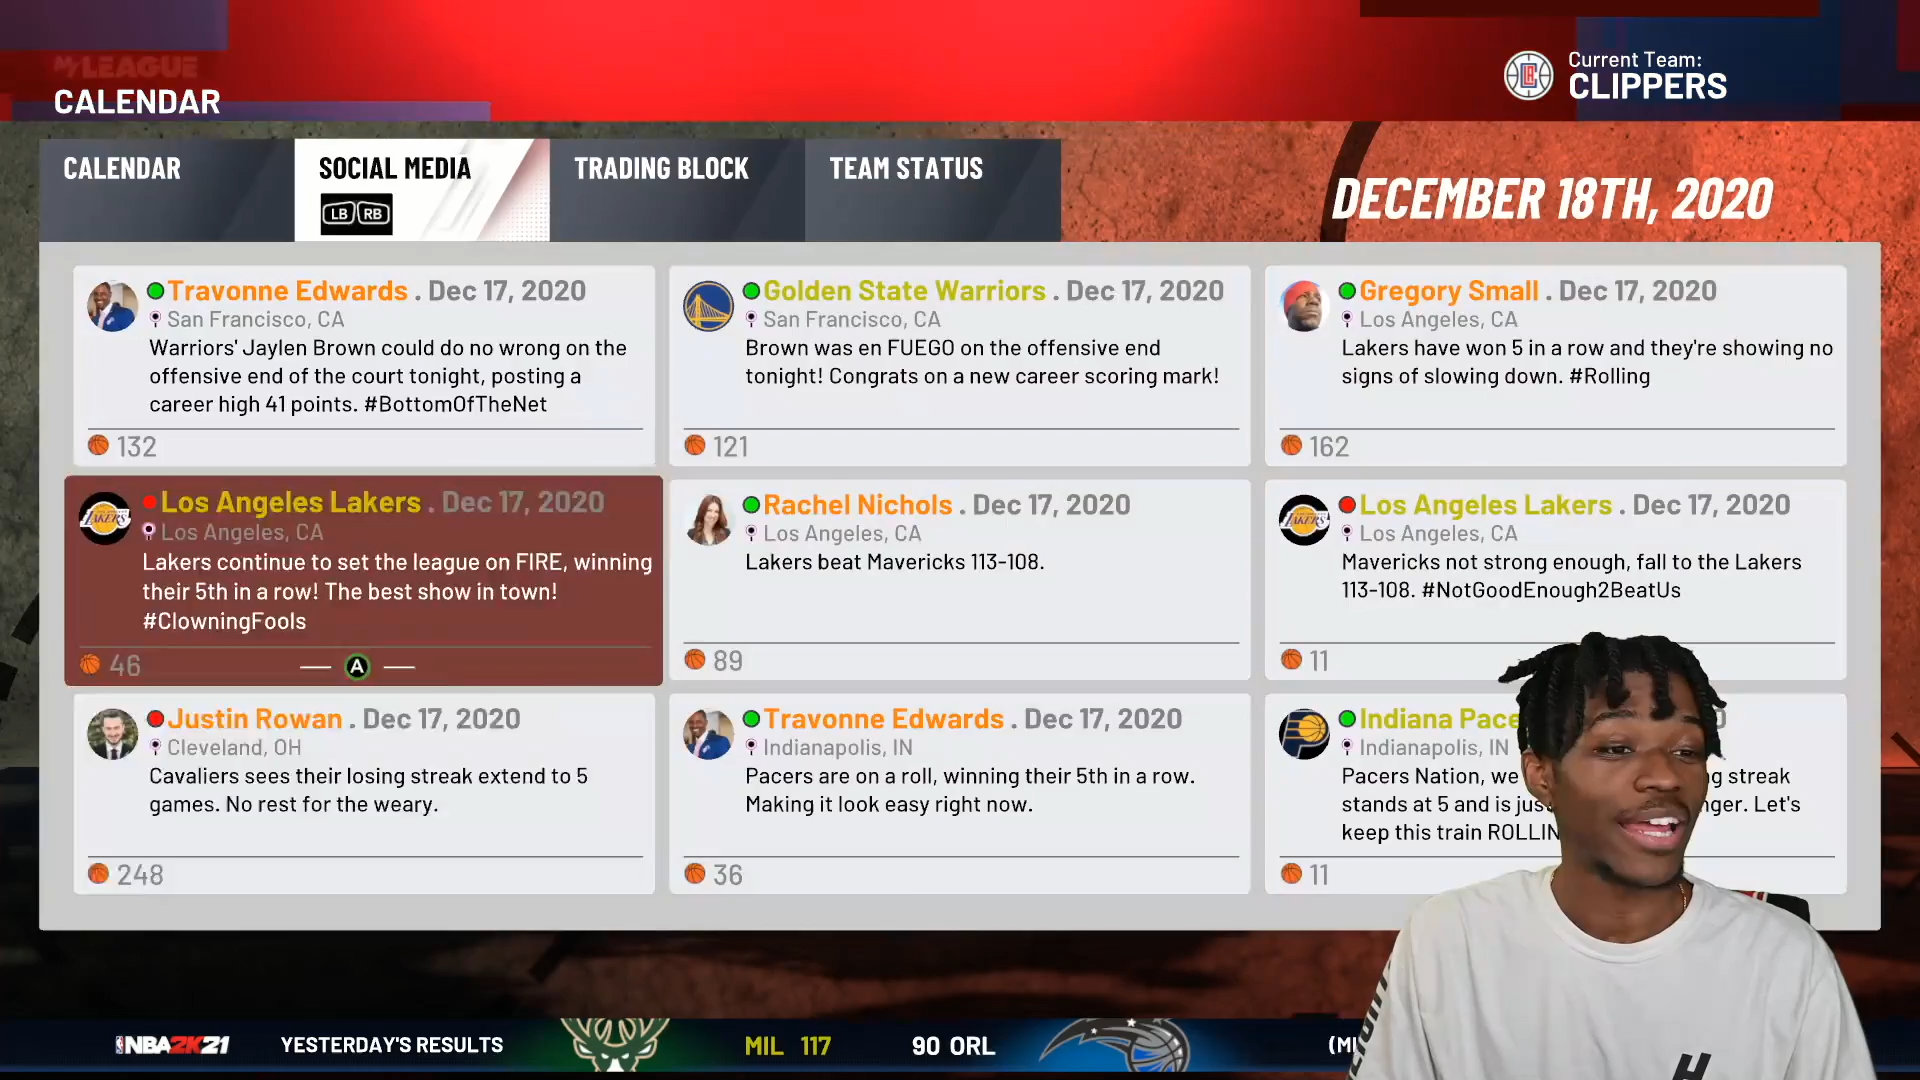 MYLEAGUE
CALENDAR
Current Team:
CLIPPERS
CALENDAR
SOCIAL MEDIA
LB RB
TRADING BLOCK
TEAM STATUS
DECEMBER 18TH, 2020
Travonne Edwards . Dec 17, 2020
San Francisco, CA
Warriors' Jaylen Brown could do no wrong on the
offensive end of the court tonight, posting a
career high 41 points. #BottomOfTheNet
132
Golden State Warriors . Dec 17, 2020
San Francisco, CA
Brown was en FUEGO on the offensive end
tonight! Congrats on a new career scoring mark!
121
Gregory Small . Dec 17, 2020
Los Angeles, CA
Lakers have won 5 in a row and they're showing no
signs of slowing down. #Rolling
162
LAKERS
Los Angeles Lakers . Dec 17, 2020
Los Angeles, CA
Lakers continue to set the league on FIRE, winning
their 5th in a row! The best show in town!
#ClowningFools
46
A
Rachel Nichols . Dec 17, 2020
Los Angeles, CA
Lakers beat Mavericks 113-108.
89
LAKERS
Los Angeles Lakers . Dec 17, 2020
Los Angeles, CA
Mavericks not strong enough, fall to the Lakers
113-108. #NotGoodEnough2BeatUs
11
Justin Rowan . Dec 17, 2020
Cleveland, OH
Cavaliers sees their losing streak extend to 5
games. No rest for the weary.
248
Travonne Edwards . Dec 17, 2020
Indianapolis, IN
Pacers are on a roll, winning their 5th in a row.
Making it look easy right now.
36
Indiana
Indianapolis, IN
Pacers Nation, we streak
stands at 5 and is Let's
keep this train
11
NBA2K21
YESTERDAY'S RESULTS
MIL 117
90 ORL